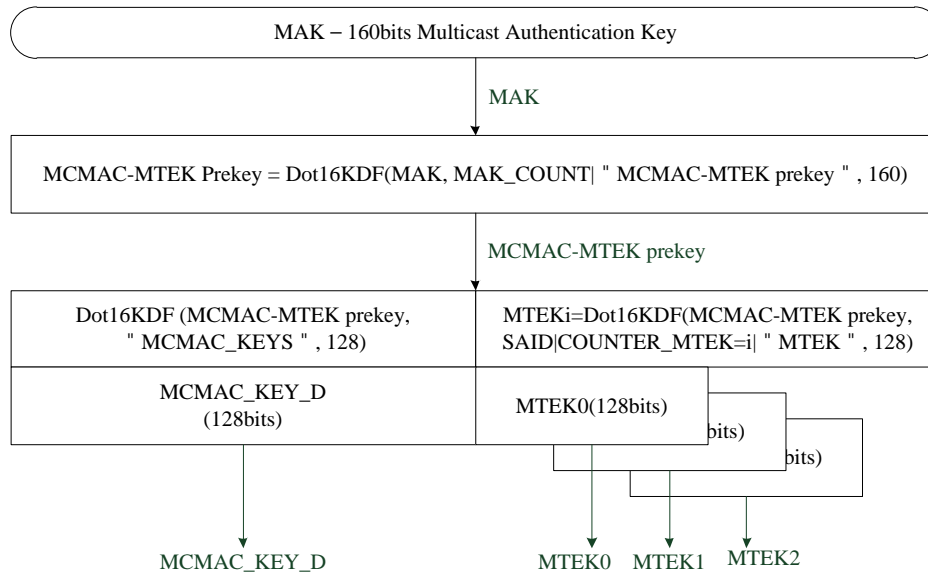 MAK – 160bits Multicast Authentication Key
MAK
MCMAC-MTEK Prekey = Dot16KDF(MAK, MAK_COUNT| " MCMAC-MTEK prekey " , 160)
MCMAC-MTEK prekey
Dot16KDF (MCMAC-MTEK prekey,
" MCMAC_KEYS " , 128)
MTEKi=Dot16KDF(MCMAC-MTEK prekey,
SAID|COUNTER_MTEK=i| " MTEK " , 128)
MCMAC_KEY_D
(128bits)
MTEK0(128bits)
bits)
bits)
MCMAC_KEY_D
MTEK0
MTEK1
MTEK2